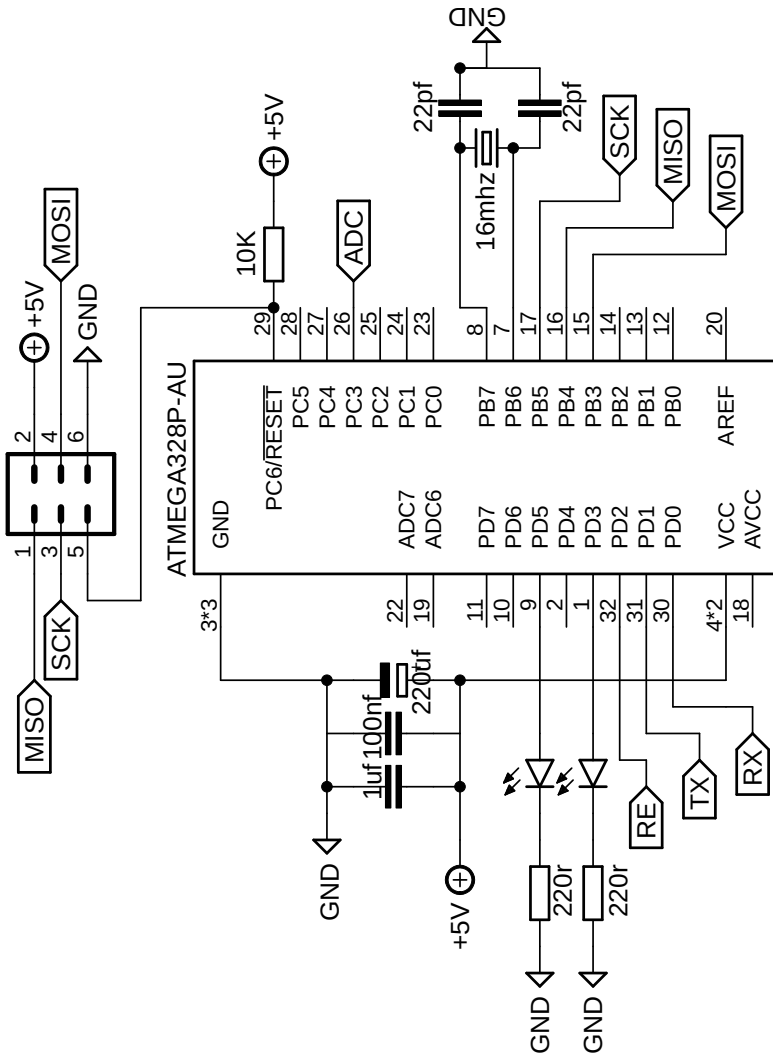 GND
22pf
22pf
16mhz
SCK
MISO
MOSI
+5V
10K
ADC
MOSI
+5V
GND
2
4
6
1
3
5
MISO
SCK
ATMEGA328P-AU
29
28
27
26
25
24
23
8
7
17
16
15
14
13
12
20
PC6/RESET
PC5
PC4
PC3
PC2
PC1
PC0
PB7
PB6
PB5
PB4
PB3
PB2
PB1
PB0
AREF
GND
ADC7
ADC6
PD7
PD6
PD5
PD4
PD3
PD2
PD1
PD0
VCC
AVCC
3*3
22
19
11
10
9
2
1
32
31
30
4*2
18
220uf
100nf
1uf
GND
+5V
220r
220r
GND
GND
RE
TX
RX